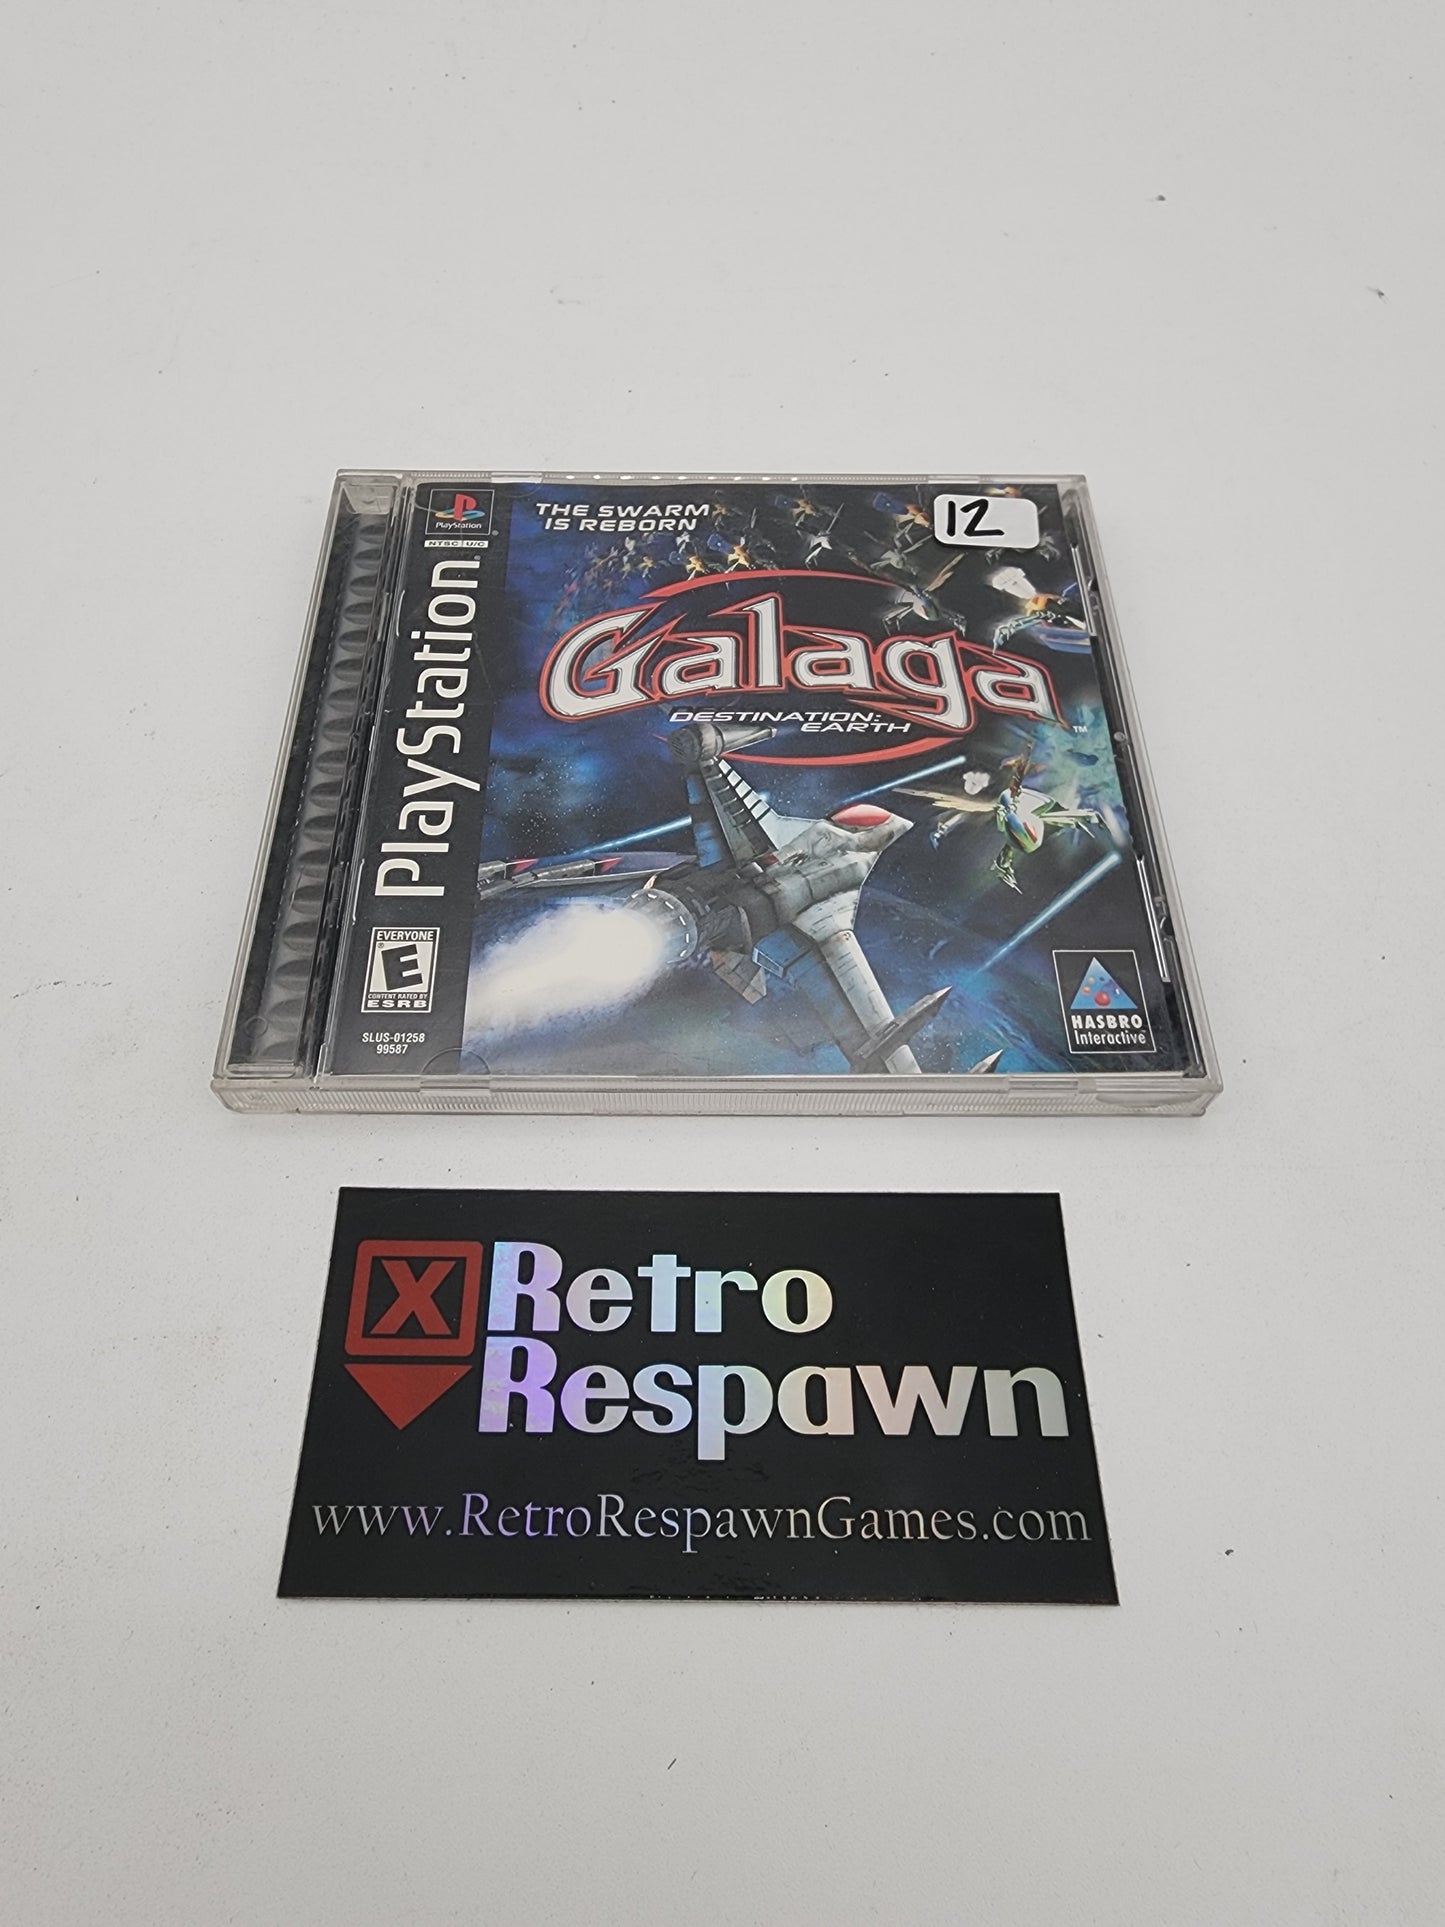 PlayStation
NTSC U/C
PlayStation®
THE SWARM
IS REBORN
12
Galaga
DESTINATION:
EARTH
™
EVERYONE
E
®
CONTENT RATED BY
ESRB
SLUS-01258
99587
HASBRO
Interactive
X
Retro
Respawn
www.RetroRespawnGames.com